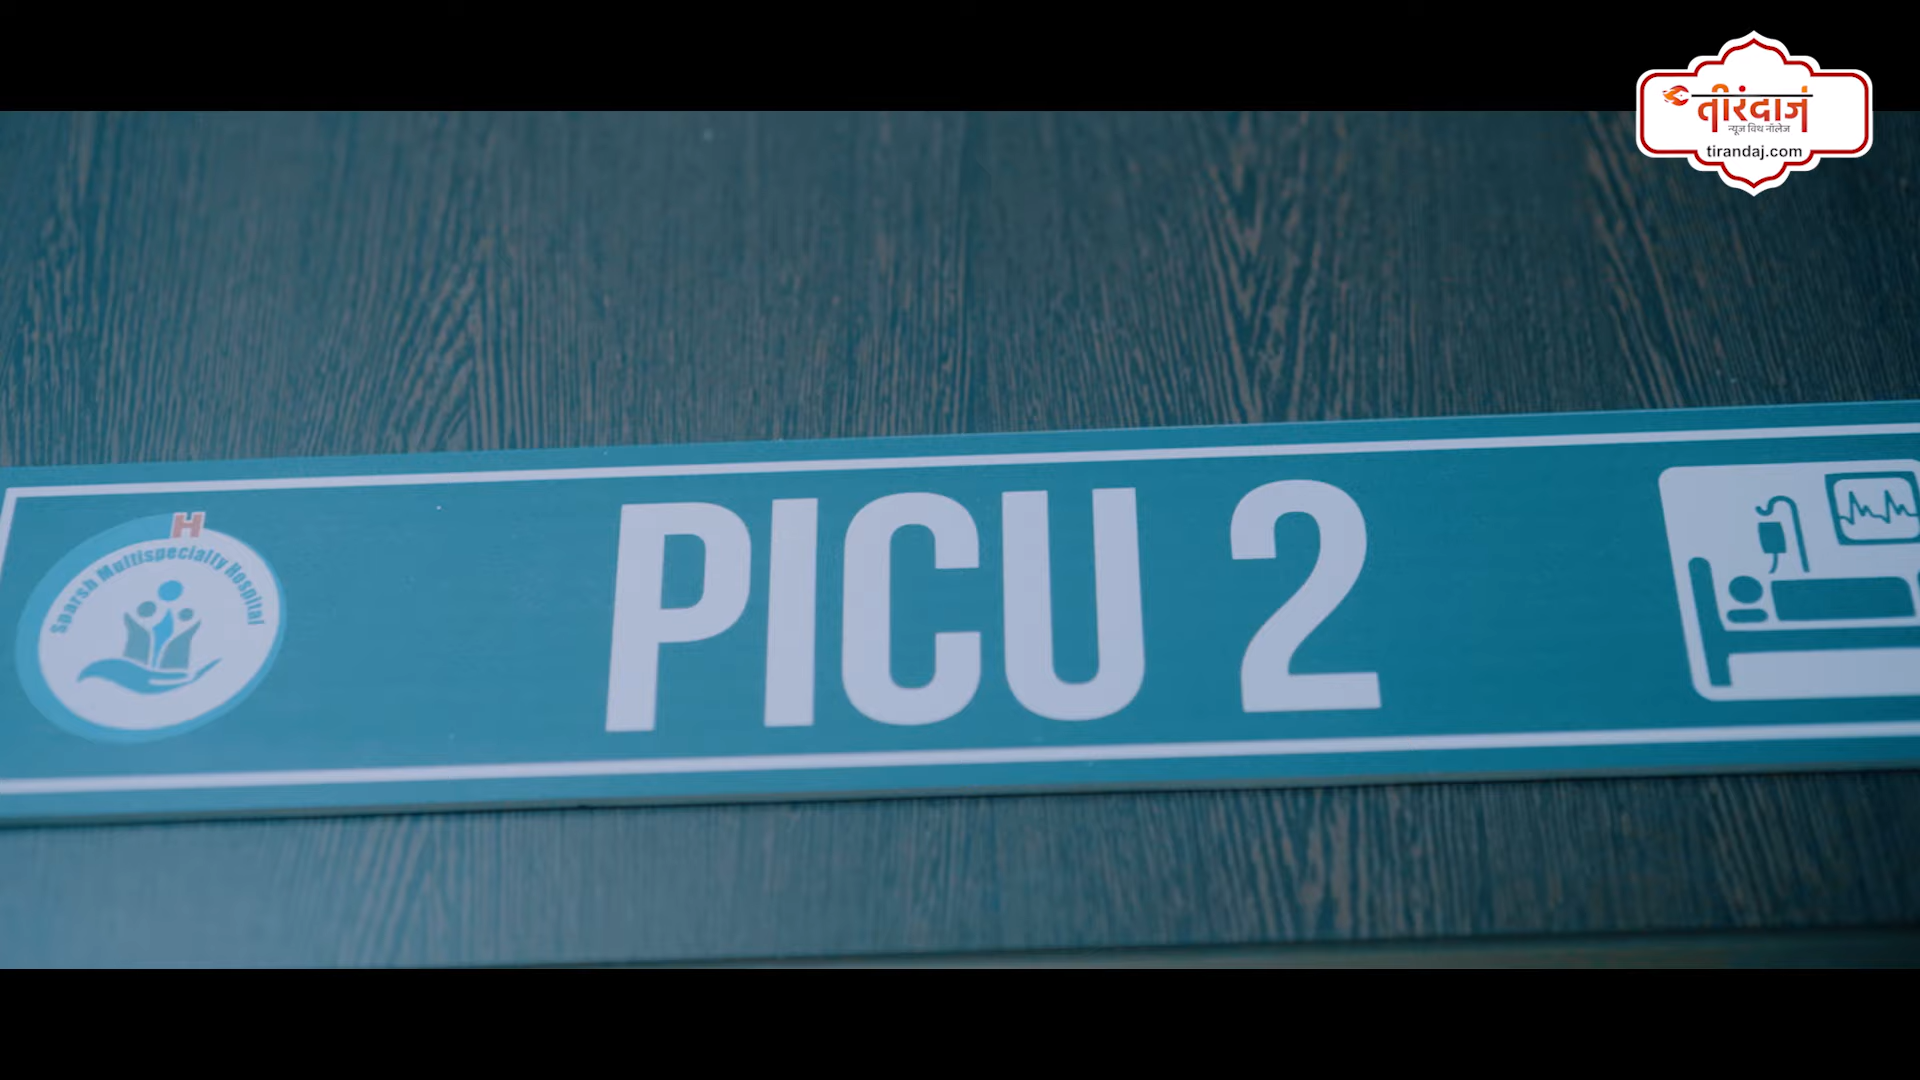 तीरंदाज
न्यूज विथ नॉलेज
tirandaj.com
H
Sparsh Multispecialty Hospital
PICU 2